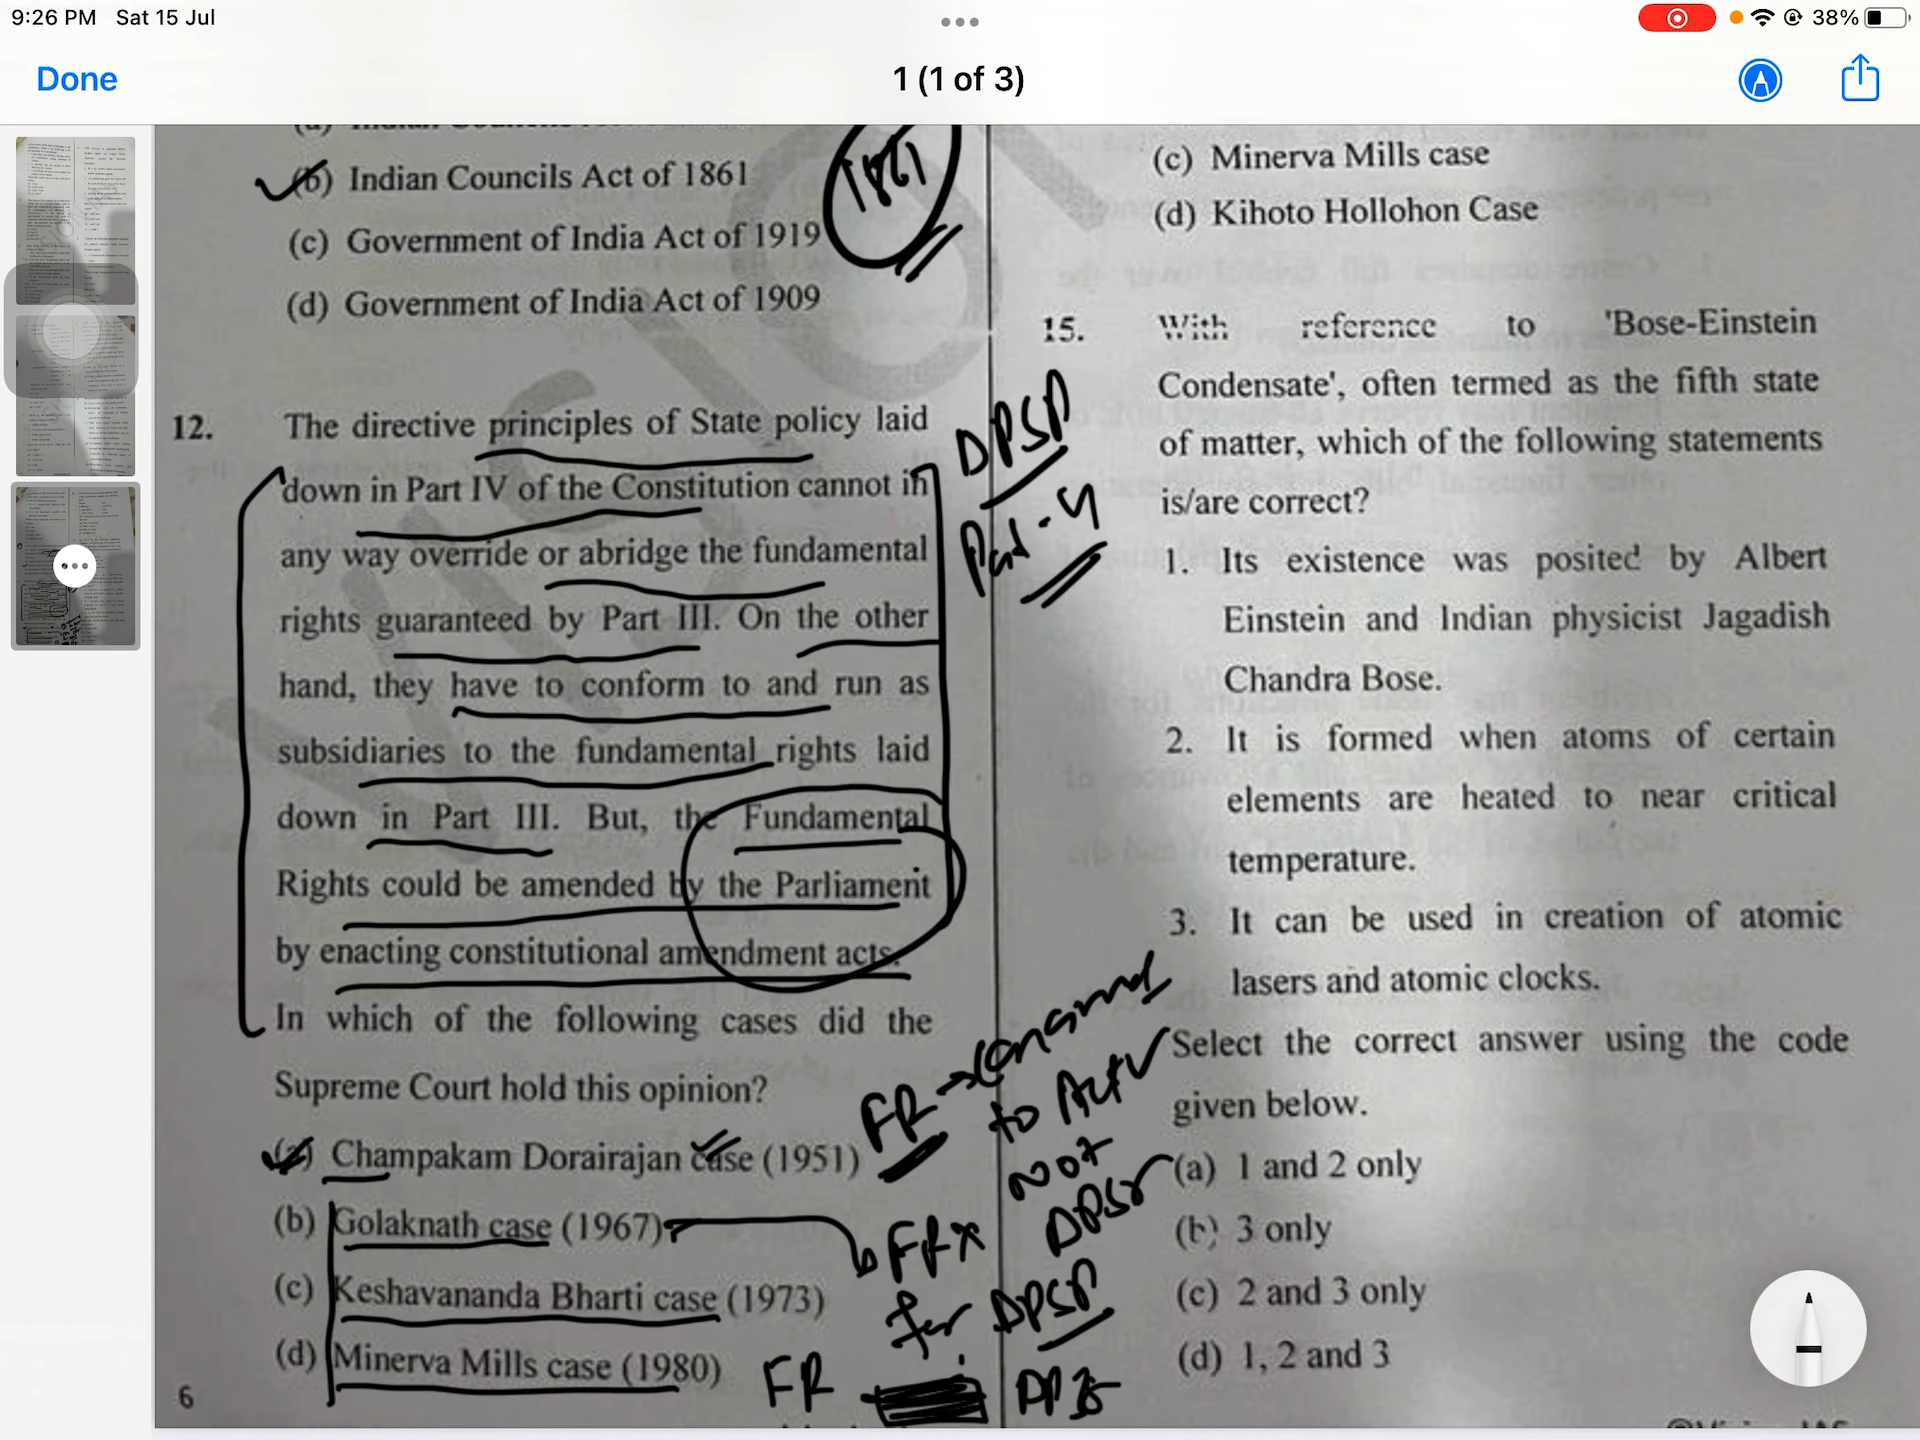 9:26 PM Sat 15 Jul
38%
Done
1 (1 of 3)
(b) Indian Councils Act of 1861
1861
(c) Government of India Act of 1919
(d) Government of India Act of 1909
12. The directive principles of State policy laid
down in Part IV of the Constitution cannot in
any way override or abridge the fundamental
rights guaranteed by Part III. On the other
hand, they have to conform to and run as
subsidiaries to the fundamental rights laid
down in Part III. But, the Fundamental
Rights could be amended by the Parliament
by enacting constitutional amendment acts.
In which of the following cases did the
Supreme Court hold this opinion?
(a) Champakam Dorairajan case (1951)
(b) Golaknath case (1967)
(c) Keshavananda Bharti case (1973)
(d) Minerva Mills case (1980)
6
DPSP
Part-4
FR
to
Not
DPSP
FR x
for DPSP
FR
(c) Minerva Mills case
(d) Kihoto Hollohon Case
15. With reference to 'Bose-Einstein
Condensate', often termed as the fifth state
of matter, which of the following statements
is/are correct?
1. Its existence was posited by Albert
Einstein and Indian physicist Jagadish
Chandra Bose.
2. It is formed when atoms of certain
elements are heated to near critical
temperature.
3. It can be used in creation of atomic
lasers and atomic clocks.
Select the correct answer using the code
given below.
(a) 1 and 2 only
(b) 3 only
(c) 2 and 3 only
(d) 1, 2 and 3